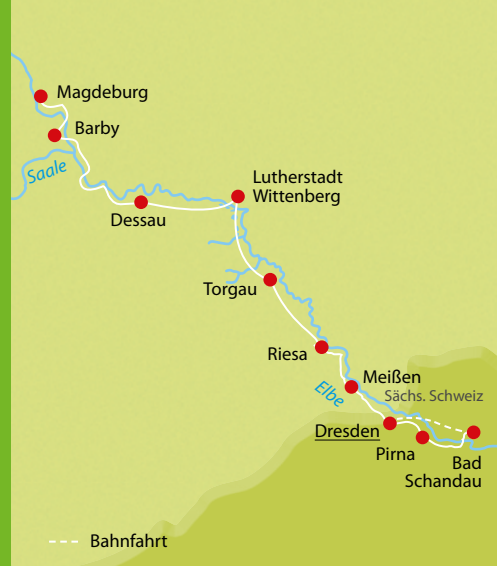 Magdeburg
Barby
Saale
Lutherstadt
Wittenberg
Dessau
Torgau
Riesa
Meißen
Elbe
Sächs. Schweiz
Dresden
Pirna
Bad
Schandau
Bahnfahrt